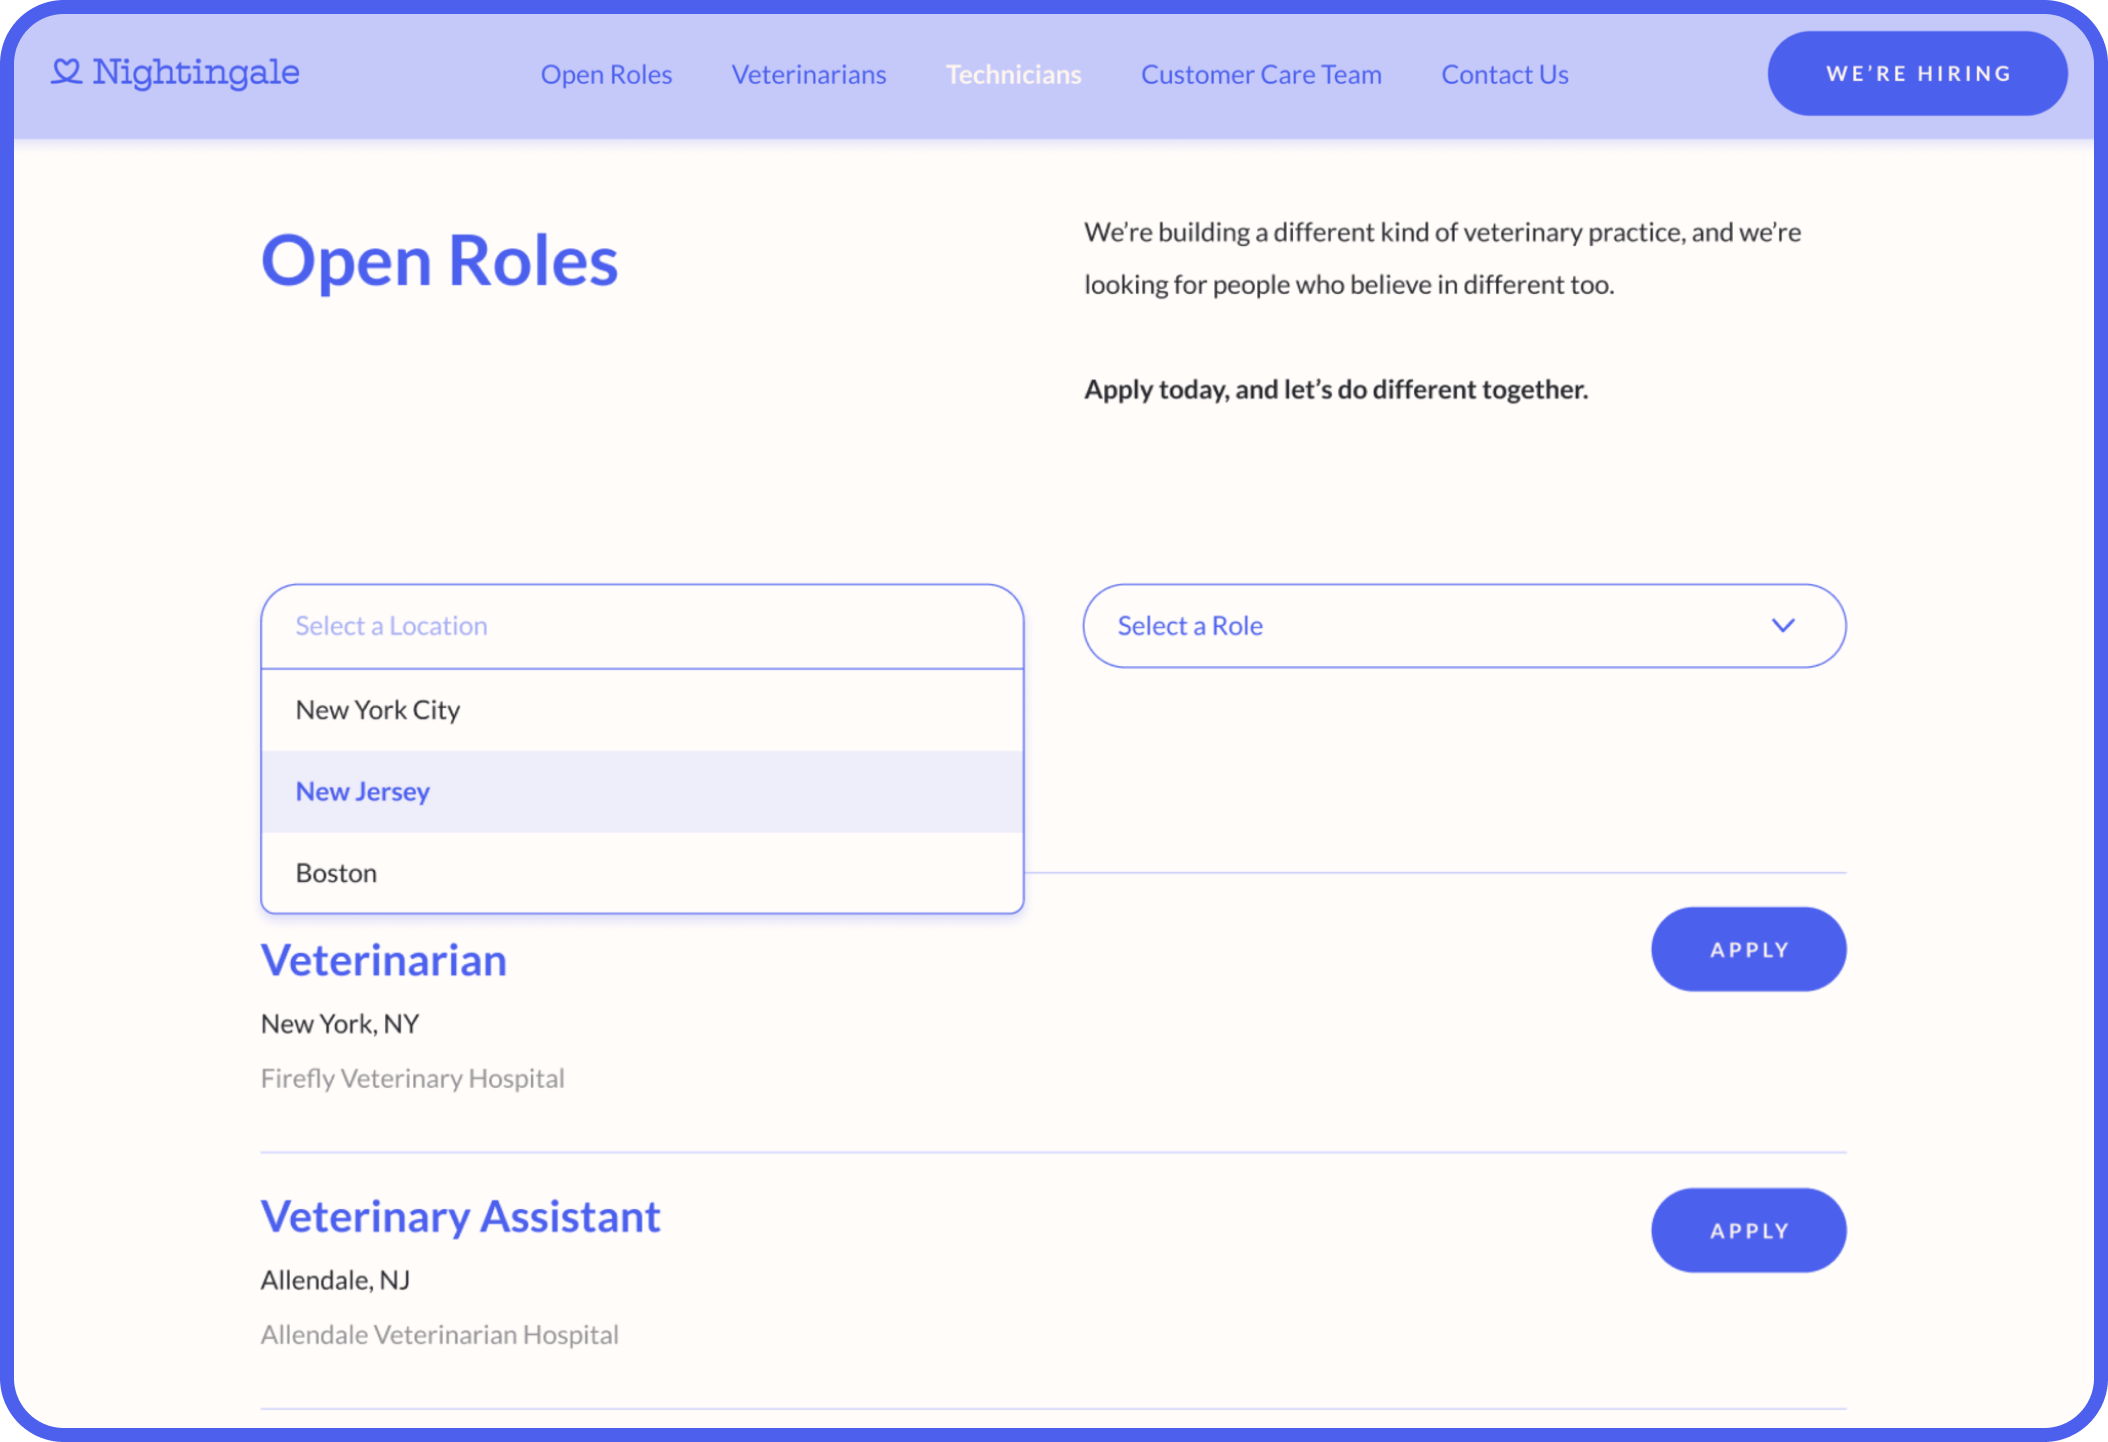 Nightingale
Open Roles
Veterinarians
Technicians
Customer Care Team
Contact Us
WE’RE HIRING
Open Roles
We’re building a different kind of veterinary practice, and we’re
looking for people who believe in different too.
Apply today, and let’s do different together.
Select a Location
New York City
New Jersey
Boston
Select a Role
Veterinarian
New York, NY
Firefly Veterinary Hospital
APPLY
Veterinary Assistant
Allendale, NJ
Allendale Veterinarian Hospital
APPLY